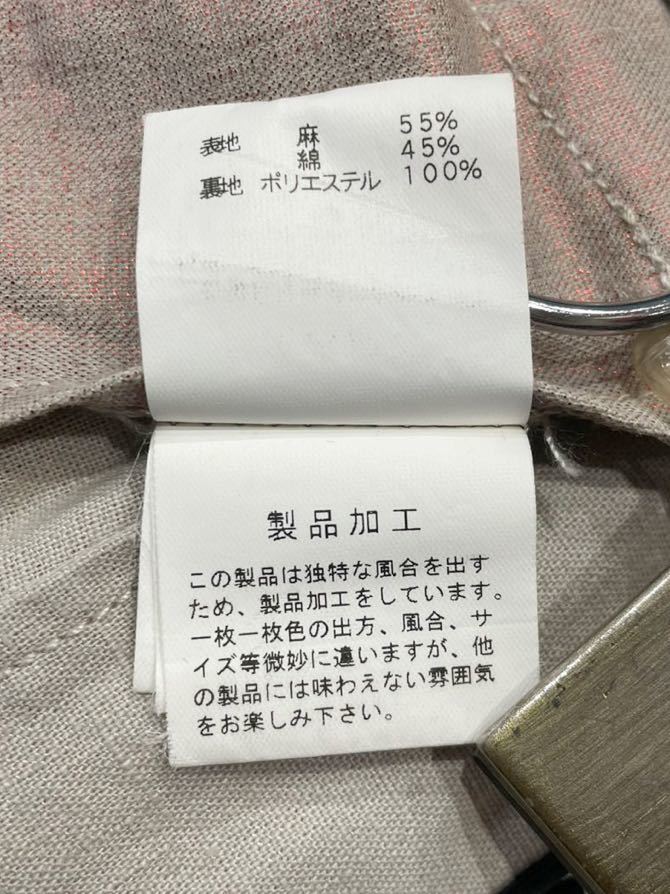 表地 麻 55%
綿 45%
裏地 ポリエステル 100%
製品加工
この製品は独特な風合を出す
ため、製品加工をしています。
一枚一枚色の出方、風合、サ
イズ等微妙に違いますが、他
の製品には味わえない雰囲気
をお楽しみ下さい。